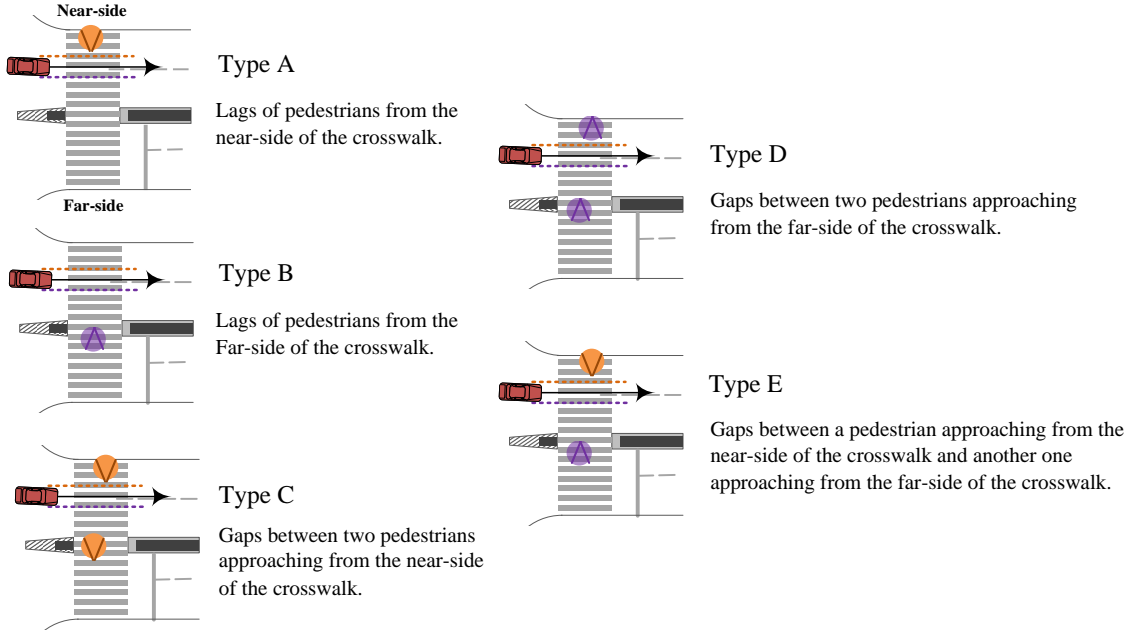 Near-side
Type A
Lags of pedestrians from the
near-side of the crosswalk.
Far-side
Type B
Lags of pedestrians from the
Far-side of the crosswalk.
Type C
Gaps between two pedestrians
approaching from the near-side
of the crosswalk.
Type D
Gaps between two pedestrians approaching
from the far-side of the crosswalk.
Type E
Gaps between a pedestrian approaching from the
near-side of the crosswalk and another one
approaching from the far-side of the crosswalk.